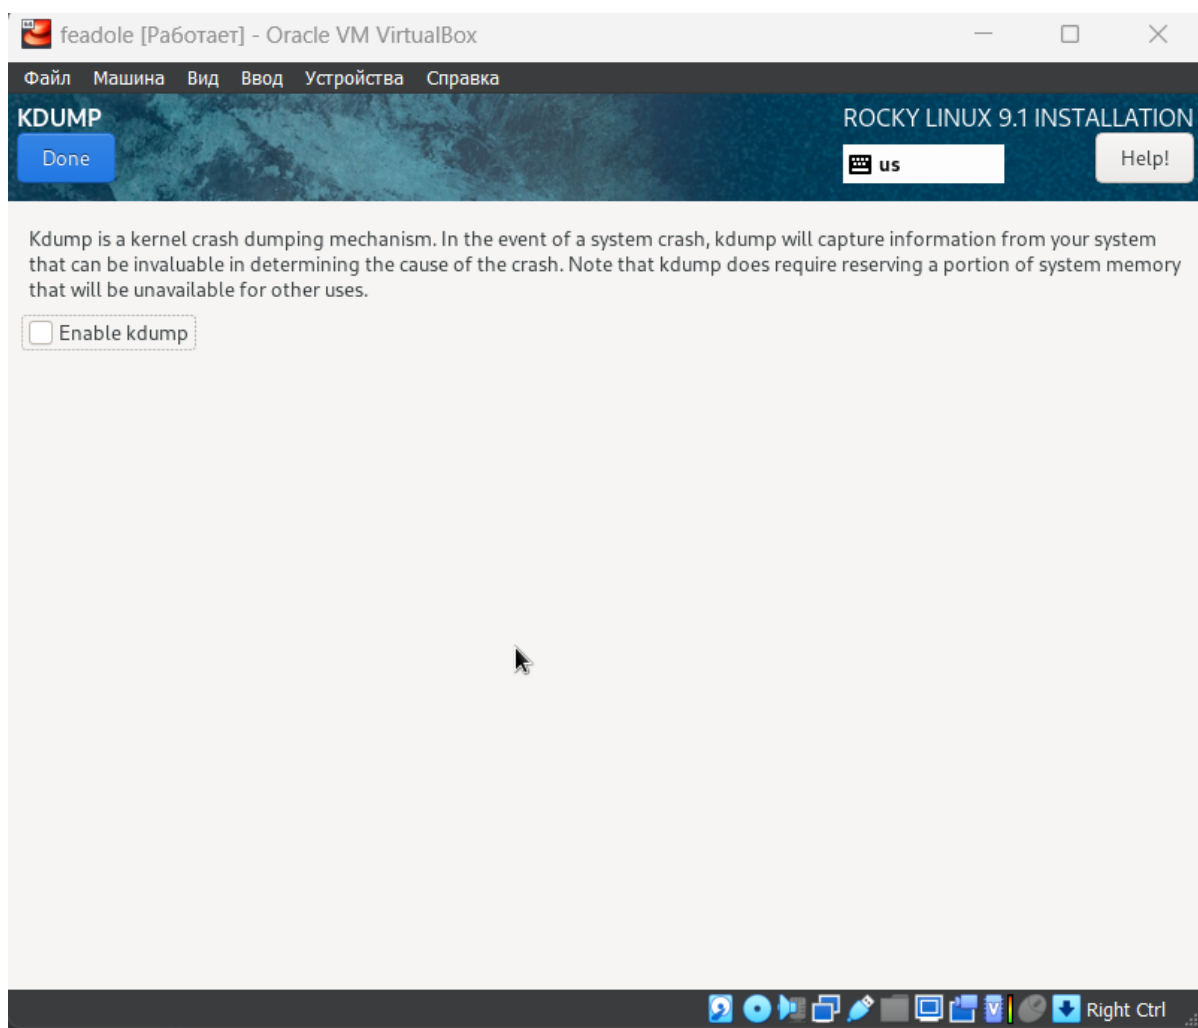 feadole [Работает] - Oracle VM VirtualBox
Файл Машина Вид Ввод Устройства Справка
KDUMP
ROCKY LINUX 9.1 INSTALLATION
Done
us
Help!
Kdump is a kernel crash dumping mechanism. In the event of a system crash, kdump will capture information from your system
that can be invaluable in determining the cause of the crash. Note that kdump does require reserving a portion of system memory
that will be unavailable for other uses.
Enable kdump
Right Ctrl